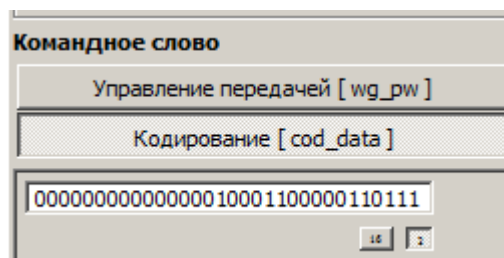 Командное слово
Управление передачей [ wg_pw ]
Кодирование [ cod_data ]
00000000000000010001100000110111
16 2